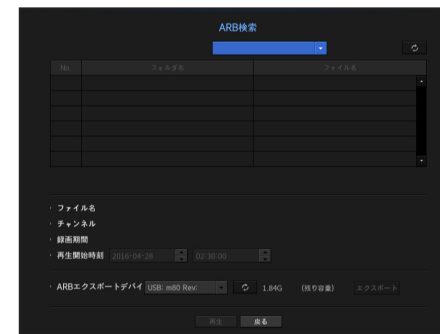 ARB検索
No. フォルダ名 ファイル名
ファイル名
チャンネル
録画期間
再生開始時刻 2016-04-28 02:30:00
ARBエクスポートデバイ USB: m80 Rev: 1.84G (残り容量) エクスポート
再生 戻る